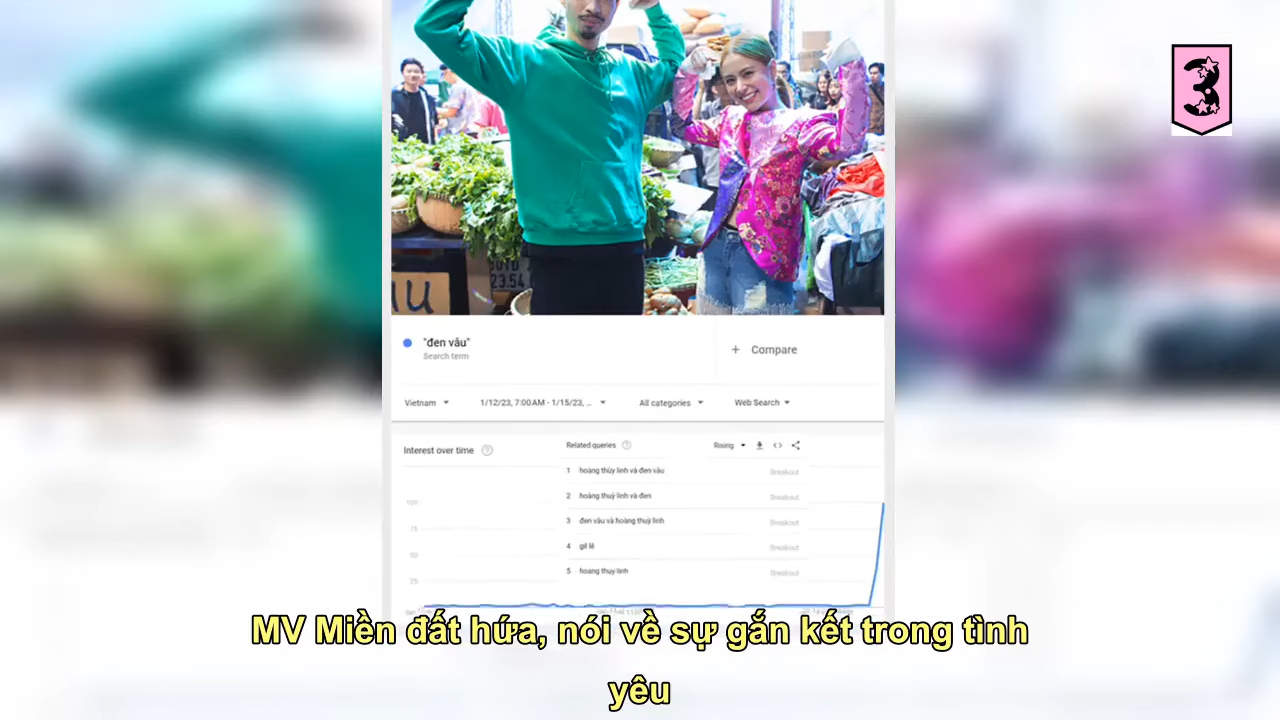 3
"đen vâu"
Search term
+ Compare
Vietnam
1/12/23, 7:00 AM - 1/15/23, ...
All categories
Web Search
Interest over time
Related queries
Rising
1 hoàng thùy linh và đen vâu
Breakout
2 hoàng thuỳ linh và đen
Breakout
3 đen vâu và hoàng thuỳ linh
Breakout
4 gil lê
Breakout
5 hoang thuy linh
Breakout
100
75
50
25
MV Miền đất hứa, nói về sự gắn kết trong tình
yêu